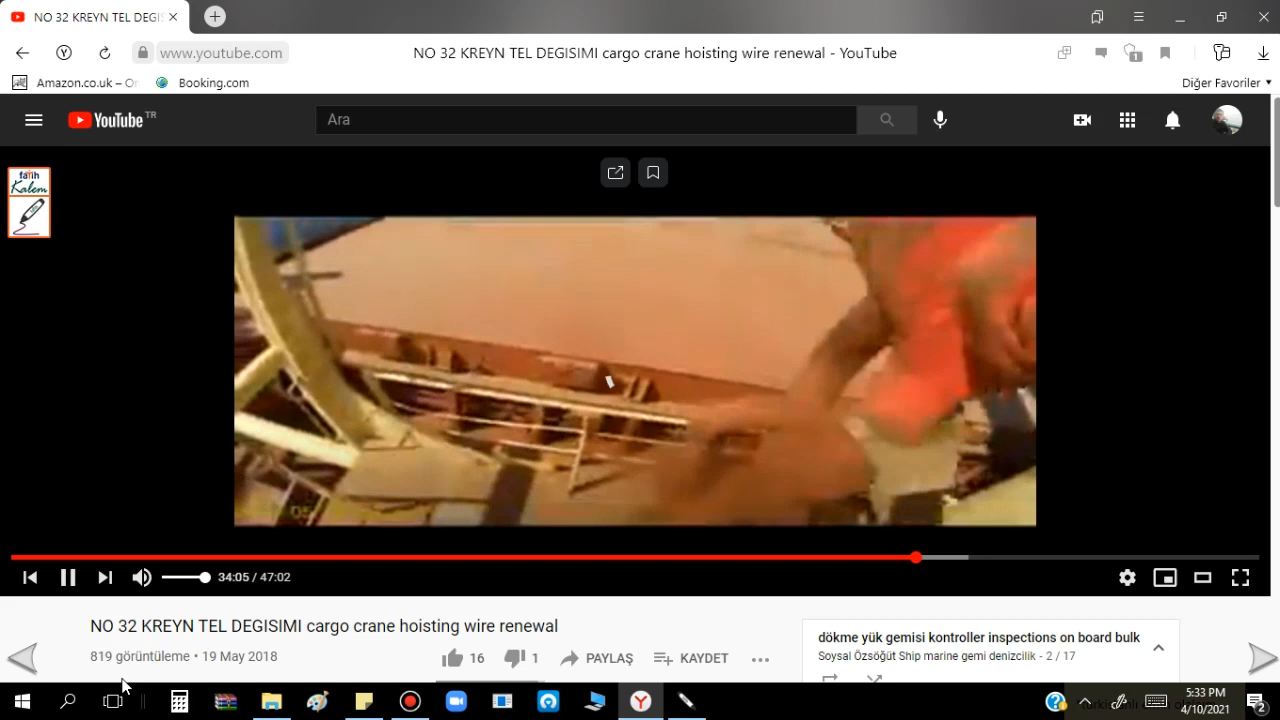 NO 32 KREYN TEL DEGIS
www.youtube.com
NO 32 KREYN TEL DEGISIMI cargo crane hoisting wire renewal - YouTube
1
Amazon.co.uk – On
Booking.com
Diğer Favoriler
YouTube TR
Ara
fatih
Kalem
34:05 / 47:02
NO 32 KREYN TEL DEGISIMI cargo crane hoisting wire renewal
819 görüntüleme • 19 May 2018
16
1
PAYLAŞ
KAYDET
dökme yük gemisi kontroller inspections on board bulk
Soysal Özsöğüt Ship marine gemi denizcilik - 2 / 17
5:33 PM
4/10/2021
2